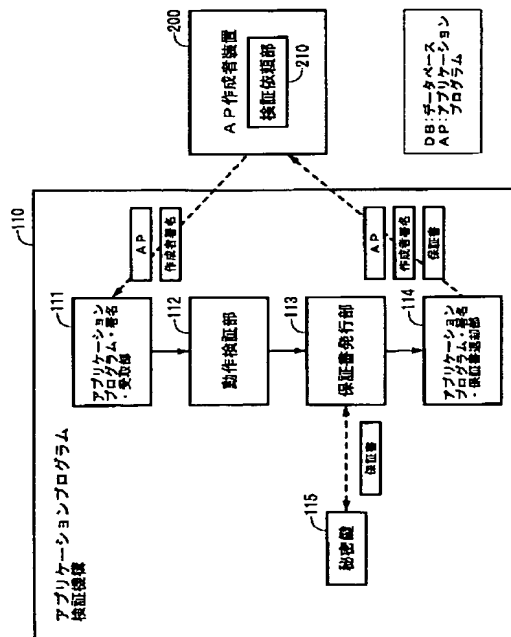 110
アプリケーションプログラム
検証機構
111
アプリケーション
プログラム・署名
・受取部
112
動作検証部
113
保証書発行部
114
アプリケーション
プログラム・署名
・保証書返却部
115
秘密鍵
保証書
AP
作成者署名
AP
作成者署名
保証書
200
AP作成者装置
検証依頼部
210
DB:データベース
AP:アプリケーション
プログラム